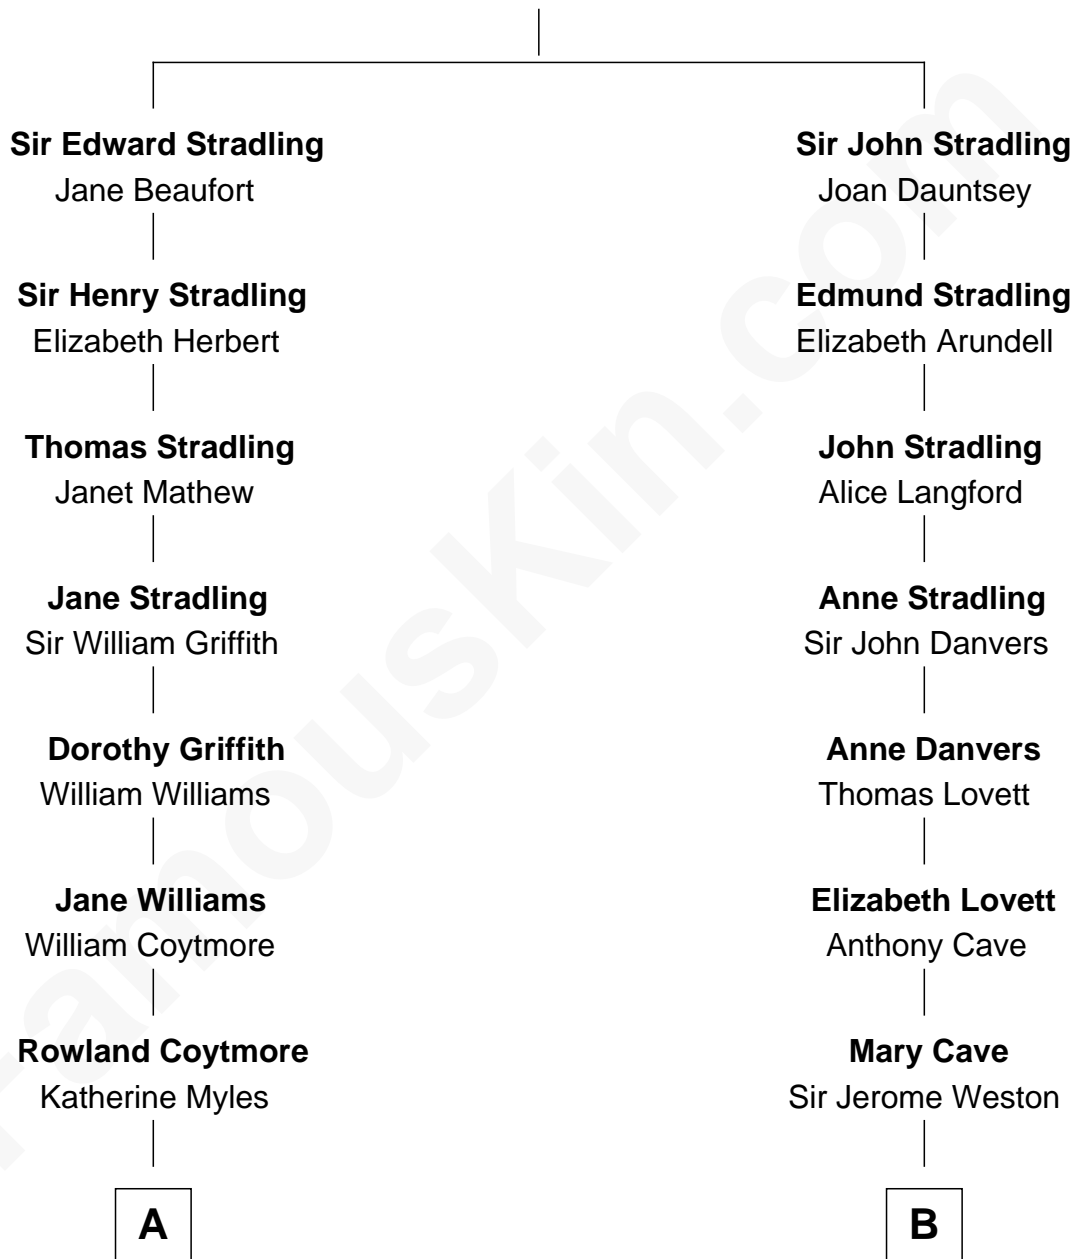 Sir Edward Stradling
Jane Beaufort
Sir Henry Stradling
Elizabeth Herbert
Thomas Stradling
Janet Mathew
Jane Stradling
Sir William Griffith
Dorothy Griffith
William Williams
Jane Williams
William Coytmore
Rowland Coytmore
Katherine Myles
A
Sir John Stradling
Joan Dauntsey
Edmund Stradling
Elizabeth Arundell
John Stradling
Alice Langford
Anne Stradling
Sir John Danvers
Anne Danvers
Thomas Lovett
Elizabeth Lovett
Anthony Cave
Mary Cave
Sir Jerome Weston
B
FamousKin.com